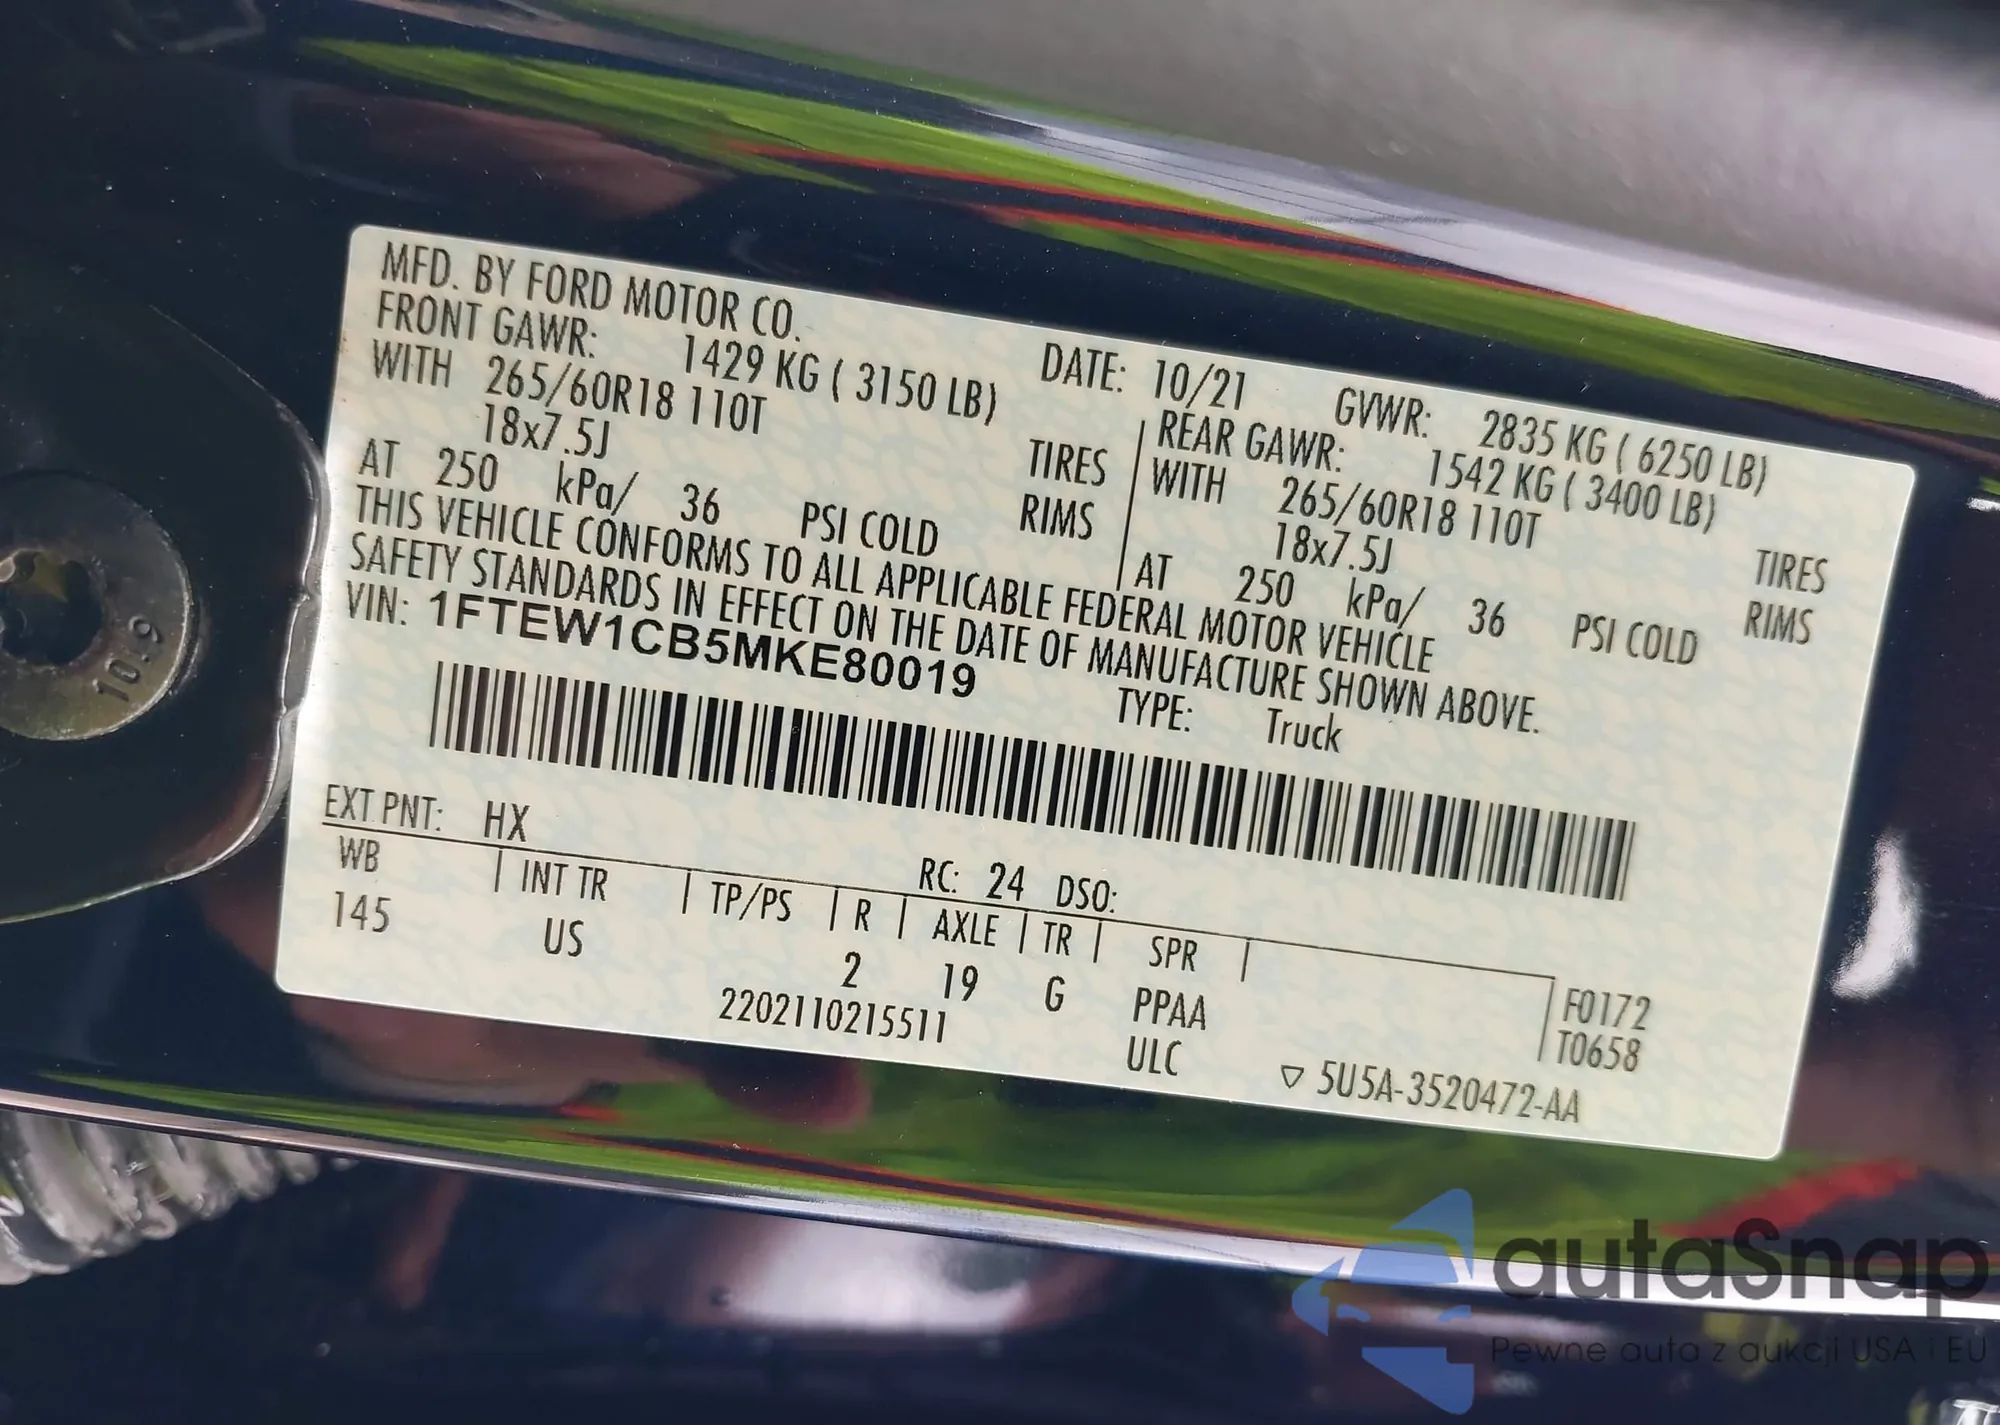 MFD. BY FORD MOTOR CO.
DATE: 10/21 GVWR: 2835 KG ( 6250 LB)
FRONT GAWR: 1429 KG ( 3150 LB)
WITH 265/60R18 110T TIRES
18x7.5J RIMS
AT 250 kPa/ 36 PSI COLD
REAR GAWR: 1542 KG ( 3400 LB)
WITH 265/60R18 110T TIRES
18x7.5J RIMS
AT 250 kPa/ 36 PSI COLD
THIS VEHICLE CONFORMS TO ALL APPLICABLE FEDERAL MOTOR VEHICLE
SAFETY STANDARDS IN EFFECT ON THE DATE OF MANUFACTURE SHOWN ABOVE.
VIN: 1FTEW1CB5MKE80019
TYPE: Truck
EXT PNT: HX RC: 24 DSO:
WB | INT TR | TP/PS | R | AXLE | TR | SPR |
145 US 2 19 G PPAA
ULC
F0172
T0658
2202110215511
▽ 5U5A-3520472-AA
10.9
autaSnap
Pewne auta z aukcji USA i EU